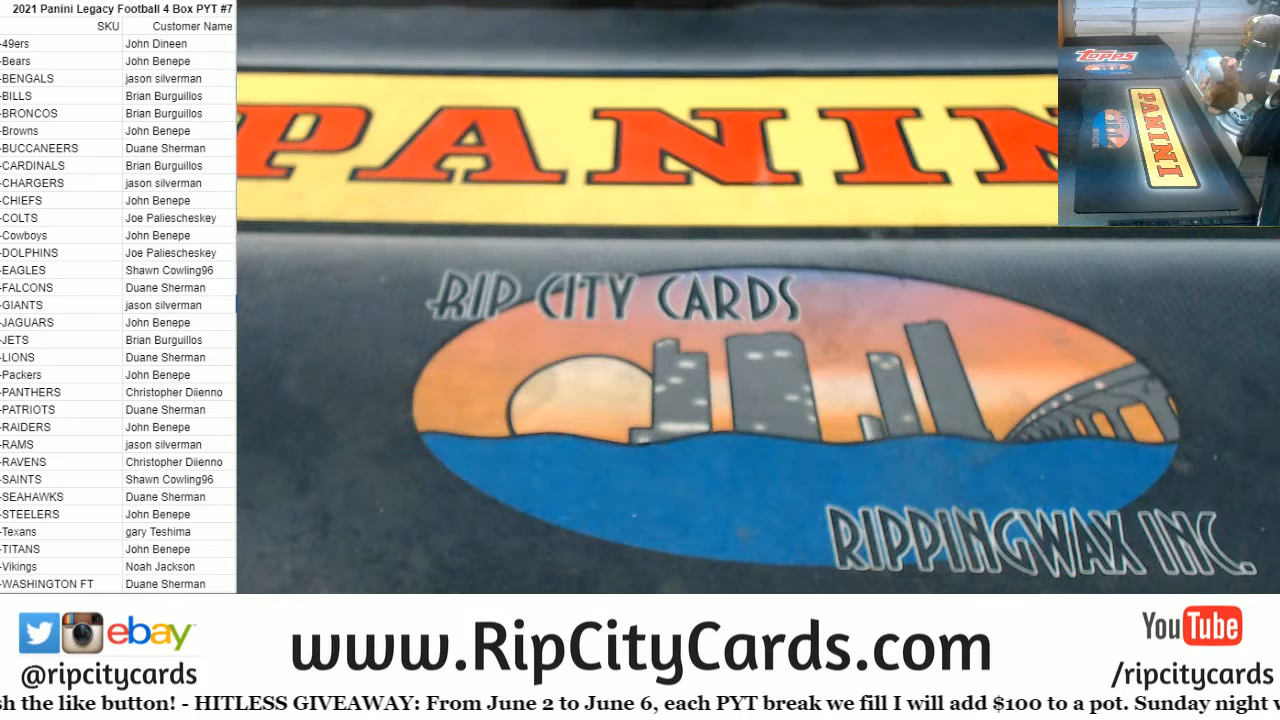 2021 Panini Legacy Football 4 Box PYT #7
SKU Customer Name
-49ers John Dineen
-Bears John Benepe
-BENGALS jason silverman
-BILLS Brian Burguillos
-BRONCOS Brian Burguillos
-Browns John Benepe
-BUCCANEERS Duane Sherman
-CARDINALS Brian Burguillos
-CHARGERS jason silverman
-CHIEFS John Benepe
-COLTS Joe Paliescheskey
-Cowboys John Benepe
-DOLPHINS Joe Paliescheskey
-EAGLES Shawn Cowling96
-FALCONS Duane Sherman
-GIANTS jason silverman
-JAGUARS John Benepe
-JETS Brian Burguillos
-LIONS Duane Sherman
-Packers John Benepe
-PANTHERS Christopher Diienno
-PATRIOTS Duane Sherman
-RAIDERS John Benepe
-RAMS jason silverman
-RAVENS Christopher Diienno
-SAINTS Shawn Cowling96
-SEAHAWKS Duane Sherman
-STEELERS John Benepe
-Texans gary Teshima
-TITANS John Benepe
-Vikings Noah Jackson
-WASHINGTON FT Duane Sherman
PANIN
RIP CITY CARDS
RIPPINGWAX INC.
TOPPS
PANINI
ebay
@ripcitycards
www.RipCityCards.com
YouTube
/ripcitycards
sh the like button! - HITLESS GIVEAWAY: From June 2 to June 6, each PYT break we fill I will add $100 to a pot. Sunday night